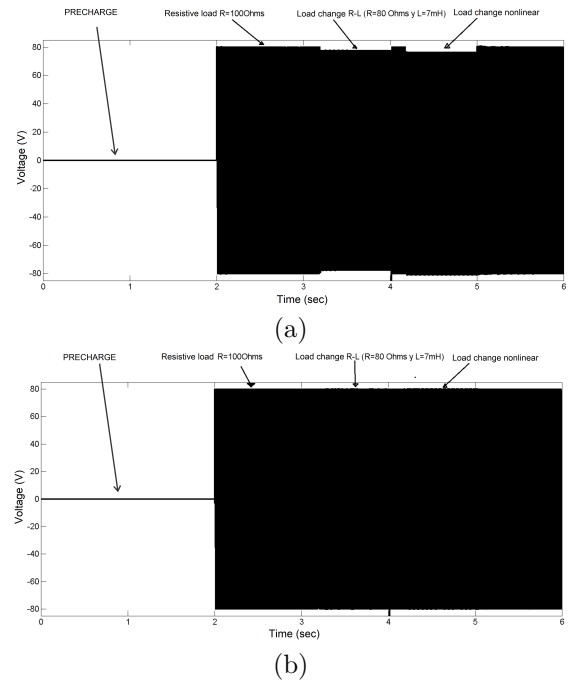 PRECHARGE
Resistive load R=100Ohms
Load change R-L (R=80 Ohms y L=7mH)
Load change nonlinear
Voltage (V)
80
60
40
20
0
-20
-40
-60
-80
0 1 2 3 4 5 6
Time (sec)
(a)
PRECHARGE
Resistive load R=100Ohms
Load change R-L (R=80 Ohms y L=7mH)
Load change nonlinear
Voltage (V)
80
60
40
20
0
-20
-40
-60
-80
0 1 2 3 4 5 6
Time (sec)
(b)